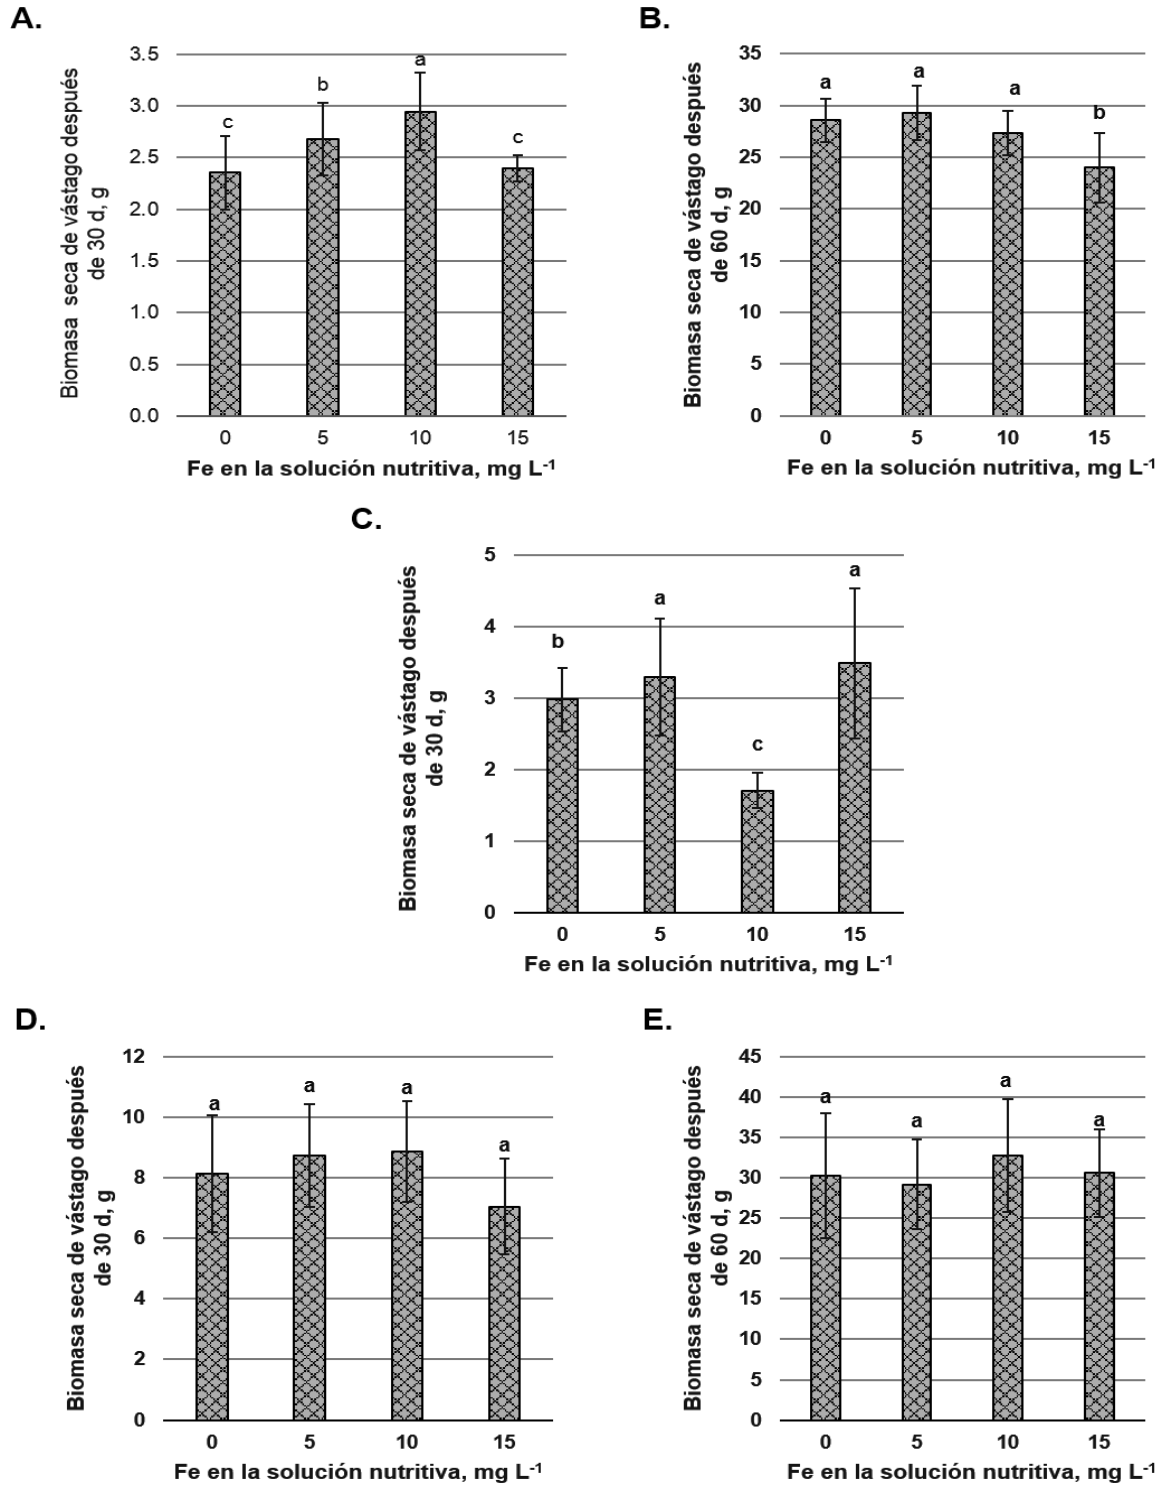 A.
Biomasa seca de vástago después
de 30 d, g
3.5
3.0
2.5
2.0
1.5
1.0
0.5
0.0
c
b
a
c
0 5 10 15
Fe en la solución nutritiva, mg L-1
B.
Biomasa seca de vástago después
de 60 d, g
35
30
25
20
15
10
5
0
a
a
a
b
0 5 10 15
Fe en la solución nutritiva, mg L-1
C.
Biomasa seca de vástago después
de 30 d, g
5
4
3
2
1
0
b
a
c
a
0 5 10 15
Fe en la solución nutritiva, mg L-1
D.
Biomasa seca de vástago después
de 30 d, g
12
10
8
6
4
2
0
a
a
a
a
0 5 10 15
Fe en la solución nutritiva, mg L-1
E.
Biomasa seca de vástago después
de 60 d, g
45
40
35
30
25
20
15
10
5
0
a
a
a
a
0 5 10 15
Fe en la solución nutritiva, mg L-1